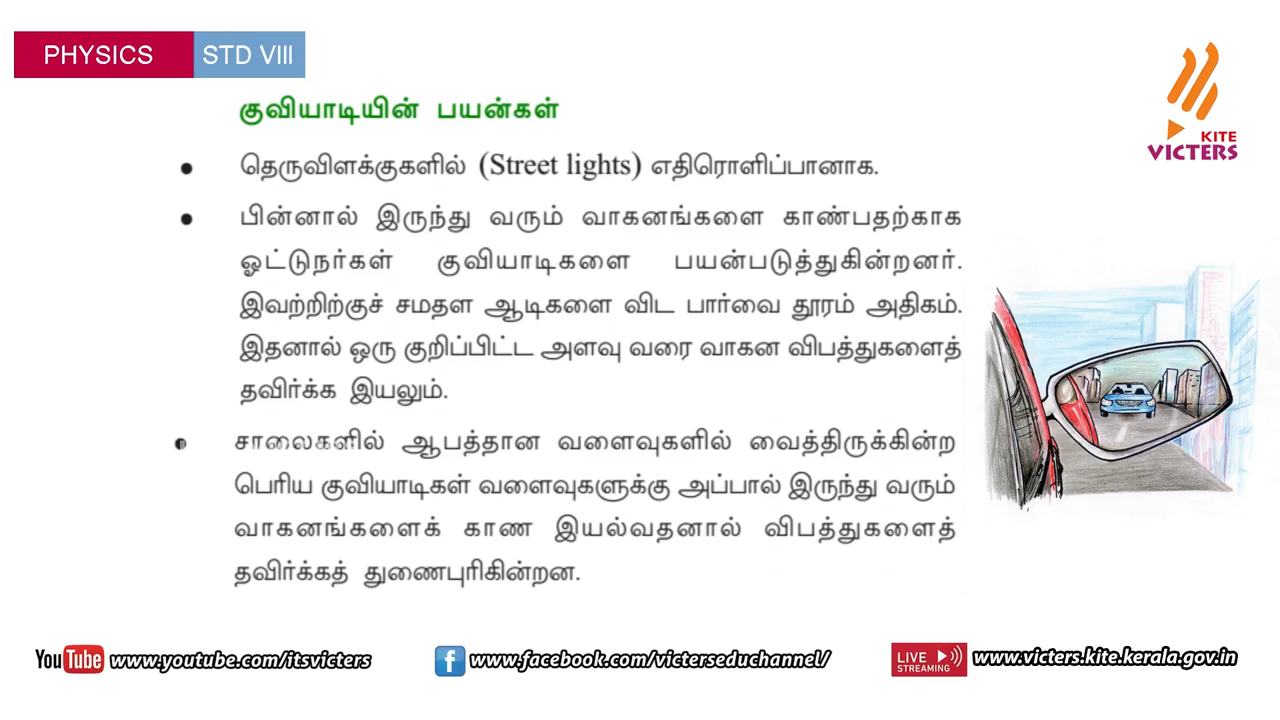 PHYSICS STD VIII
குவியாடியின் பயன்கள்
KITE
VICTERS
• தெருவிளக்குகளில் (Street lights) எதிரொளிப்பானாக.
• பின்னால் இருந்து வரும் வாகனங்களை காண்பதற்காக
ஓட்டுநர்கள் குவியாடிகளை பயன்படுத்துகின்றனர்.
இவற்றிற்குச் சமதள ஆடிகளை விட பார்வை தூரம் அதிகம்.
இதனால் ஒரு குறிப்பிட்ட அளவு வரை வாகன விபத்துகளைத்
தவிர்க்க இயலும்.
• சாலைகளில் ஆபத்தான வளைவுகளில் வைத்திருக்கின்ற
பெரிய குவியாடிகள் வளைவுகளுக்கு அப்பால் இருந்து வரும்
வாகனங்களைக் காண இயல்வதனால் விபத்துகளைத்
தவிர்க்கத் துணைபுரிகின்றன.
YouTube www.youtube.com/itsvicters f www.facebook.com/victerseduchannel/ LIVE STREAMING www.victers.kite.kerala.gov.in